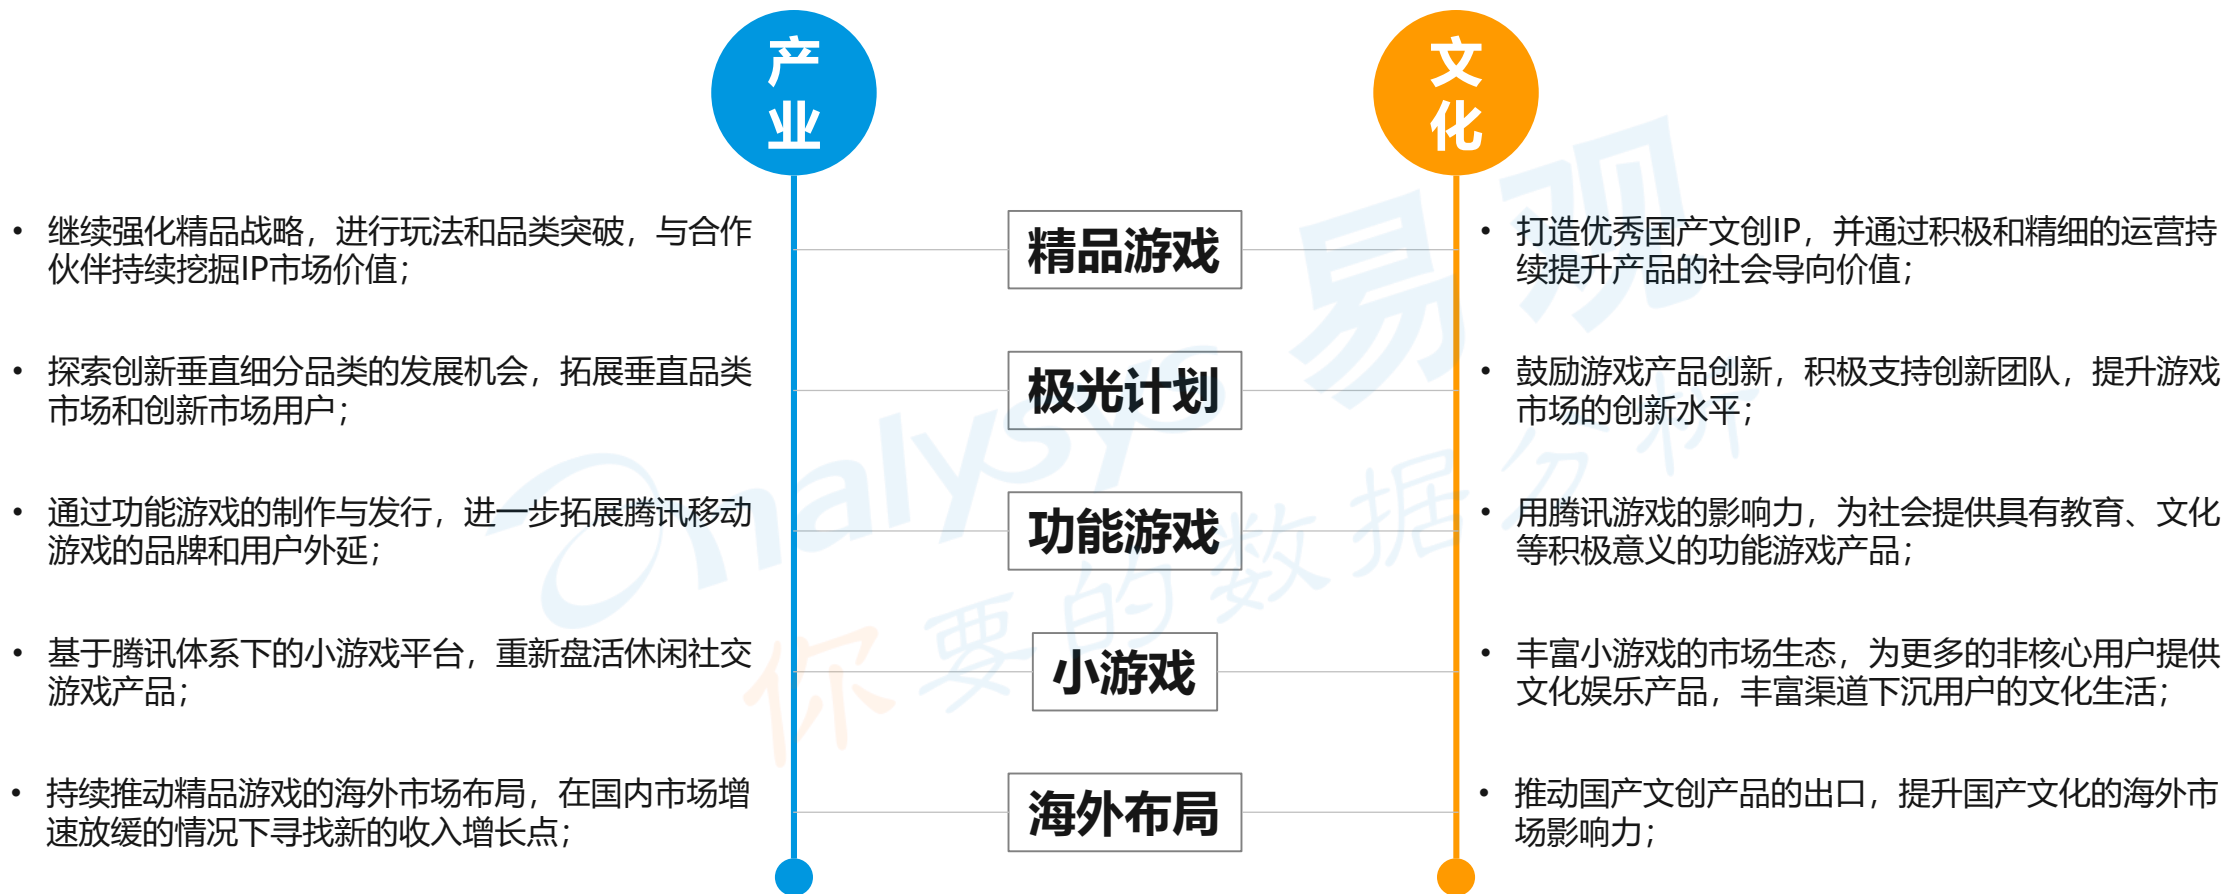 产
业
文
化
• 继续强化精品战略，进行玩法和品类突破，与合作
伙伴持续挖掘IP市场价值；
精品游戏
• 打造优秀国产文创IP，并通过积极和精细的运营持
续提升产品的社会导向价值；
• 探索创新垂直细分品类的发展机会，拓展垂直品类
市场和创新市场用户；
极光计划
• 鼓励游戏产品创新，积极支持创新团队，提升游戏
市场的创新水平；
• 通过功能游戏的制作与发行，进一步拓展腾讯移动
游戏的品牌和用户外延；
功能游戏
• 用腾讯游戏的影响力，为社会提供具有教育、文化
等积极意义的功能游戏产品；
• 基于腾讯体系下的小游戏平台，重新盘活休闲社交
游戏产品；
小游戏
• 丰富小游戏的市场生态，为更多的非核心用户提供
文化娱乐产品，丰富渠道下沉用户的文化生活；
• 持续推动精品游戏的海外市场布局，在国内市场增
速放缓的情况下寻找新的收入增长点；
海外布局
• 推动国产文创产品的出口，提升国产文化的海外市
场影响力；
analysys 易观
你要的数据分析